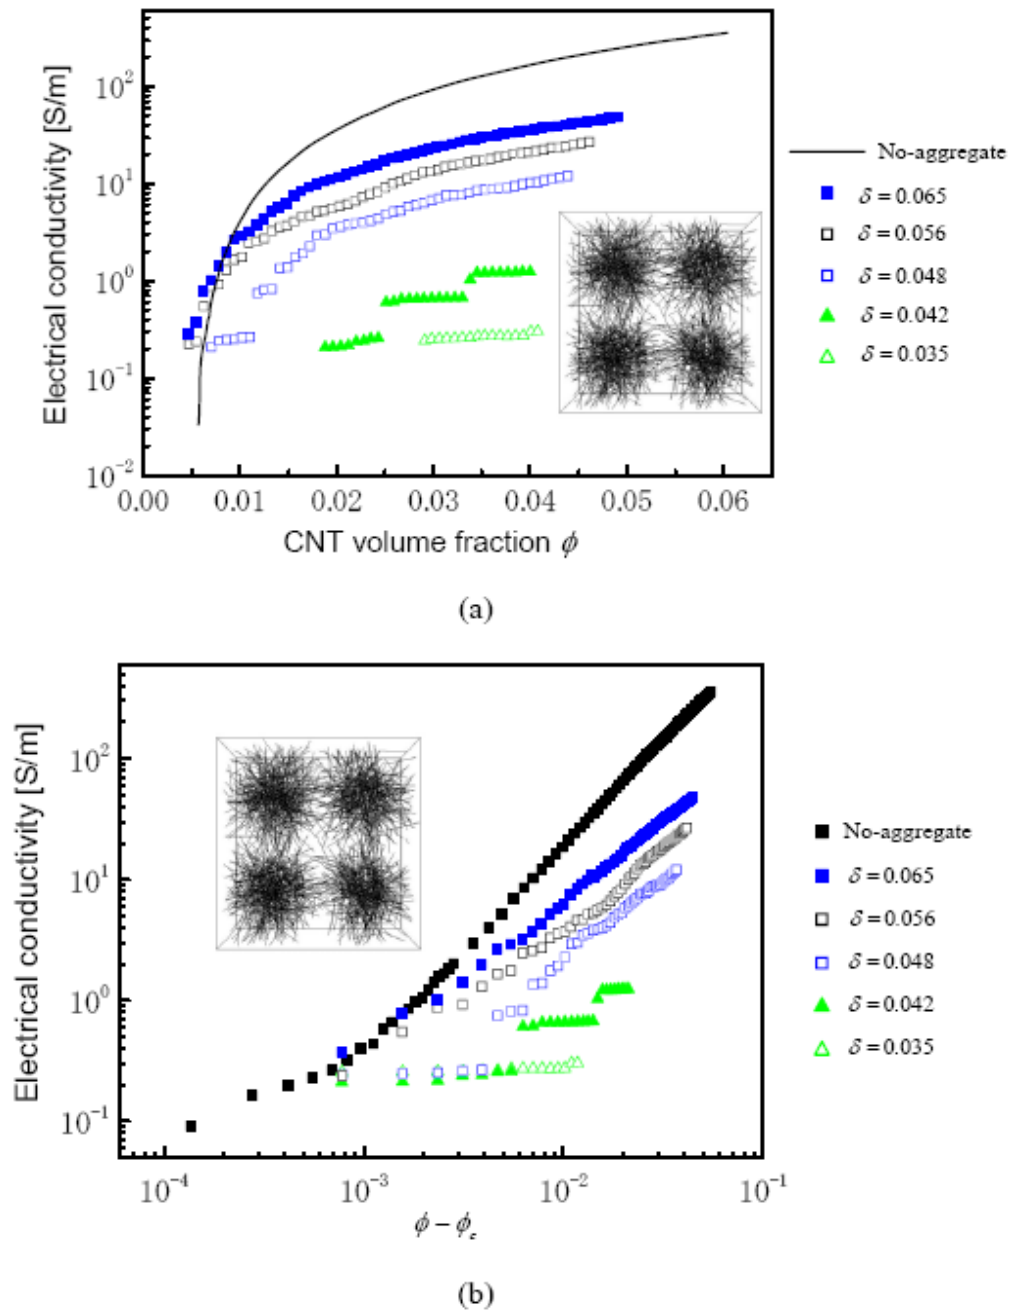 Electrical conductivity [S/m]
10²
10¹
10⁰
10⁻¹
10⁻²
0.00 0.01 0.02 0.03 0.04 0.05 0.06
CNT volume fraction ϕ
No-aggregate
δ = 0.065
δ = 0.056
δ = 0.048
δ = 0.042
δ = 0.035
(a)
Electrical conductivity [S/m]
10²
10¹
10⁰
10⁻¹
10⁻⁴ 10⁻³ 10⁻² 10⁻¹
ϕ − ϕc
No-aggregate
δ = 0.065
δ = 0.056
δ = 0.048
δ = 0.042
δ = 0.035
(b)